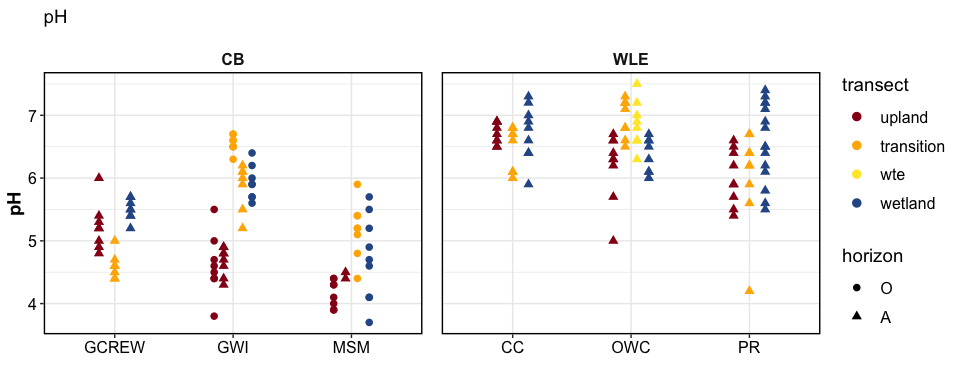 pH
CB
WLE
pH
7
6
5
4
GCREW
GWI
MSM
CC
OWC
PR
transect
upland
transition
wte
wetland
horizon
O
A